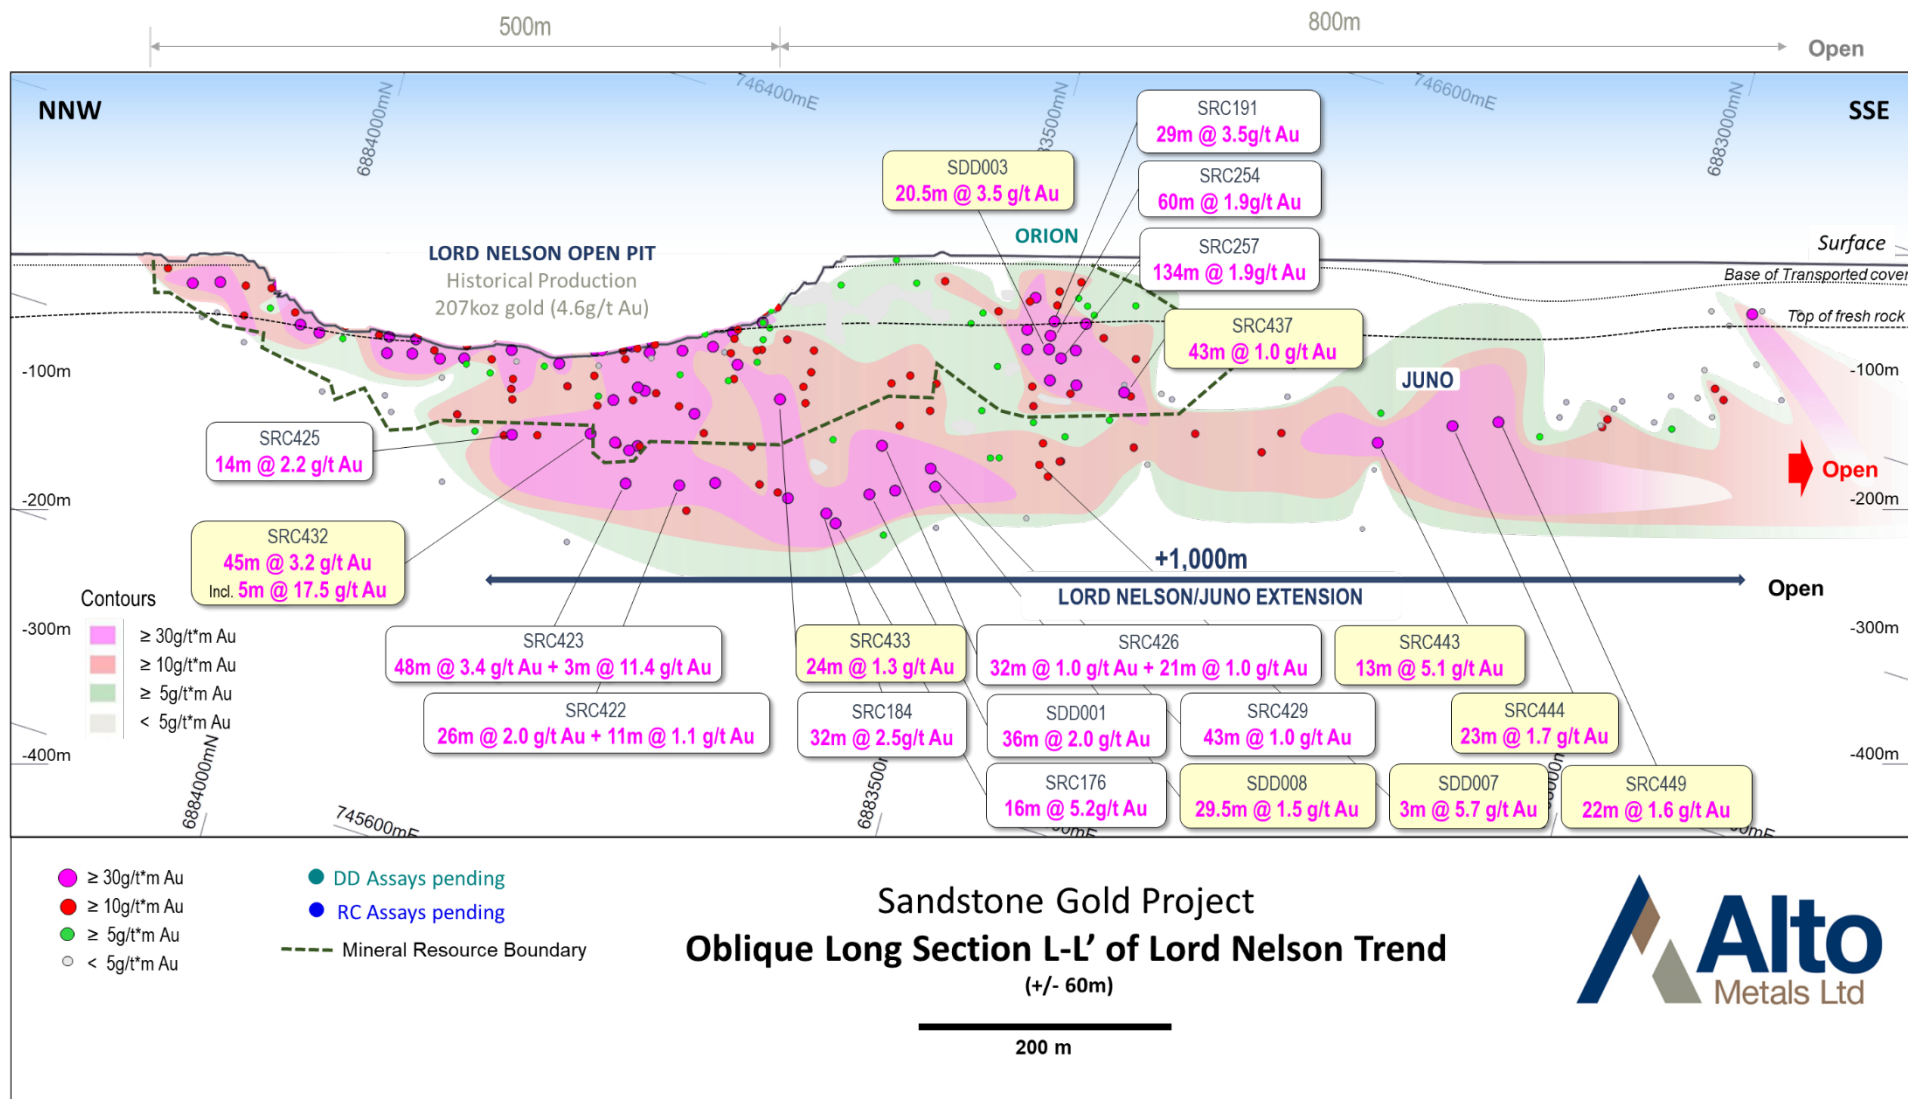 500m
800m
Open
NNW
SSE
6884000mN
746400mE
83500mN
746600mE
6883000mN
SRC191
29m @ 3.5g/t Au
SDD003
20.5m @ 3.5 g/t Au
SRC254
60m @ 1.9g/t Au
ORION
SRC257
134m @ 1.9g/t Au
LORD NELSON OPEN PIT
Historical Production
207koz gold (4.6g/t Au)
Surface
Base of Transported cover
Top of fresh rock
SRC437
43m @ 1.0 g/t Au
-100m
-100m
JUNO
SRC425
14m @ 2.2 g/t Au
Open
-200m
-200m
SRC432
45m @ 3.2 g/t Au
Incl. 5m @ 17.5 g/t Au
+1,000m
Open
LORD NELSON/JUNO EXTENSION
Contours
≥ 30g/t*m Au
≥ 10g/t*m Au
≥ 5g/t*m Au
< 5g/t*m Au
-300m
-300m
SRC423
48m @ 3.4 g/t Au + 3m @ 11.4 g/t Au
SRC433
24m @ 1.3 g/t Au
SRC426
32m @ 1.0 g/t Au + 21m @ 1.0 g/t Au
SRC443
13m @ 5.1 g/t Au
SRC422
26m @ 2.0 g/t Au + 11m @ 1.1 g/t Au
SRC184
32m @ 2.5g/t Au
SDD001
36m @ 2.0 g/t Au
SRC429
43m @ 1.0 g/t Au
SRC444
23m @ 1.7 g/t Au
-400m
-400m
SRC176
16m @ 5.2g/t Au
SDD008
29.5m @ 1.5 g/t Au
SDD007
3m @ 5.7 g/t Au
SRC449
22m @ 1.6 g/t Au
6884000mN
745600mE
6883500m
00mE
000mN
00mE
≥ 30g/t*m Au
≥ 10g/t*m Au
≥ 5g/t*m Au
< 5g/t*m Au
DD Assays pending
RC Assays pending
Mineral Resource Boundary
Sandstone Gold Project
Oblique Long Section L-L’ of Lord Nelson Trend
(+/- 60m)
200 m
Alto
Metals Ltd